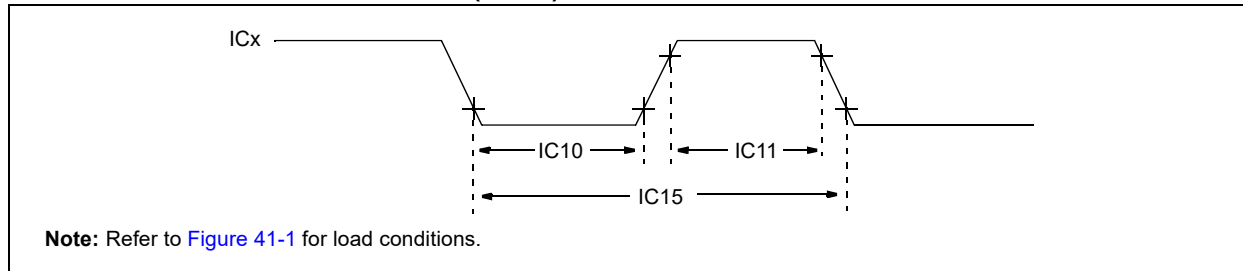 ICx
IC10
IC11
IC15
Note: Refer to Figure 41-1 for load conditions.